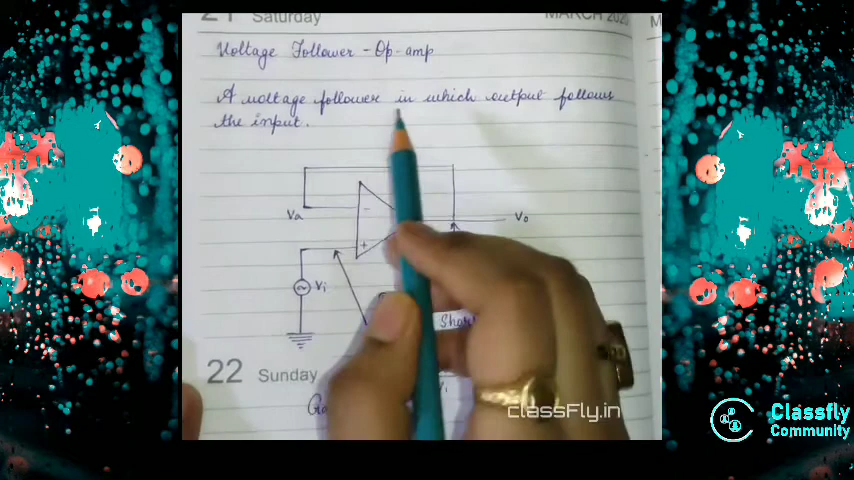 21 Saturday MARCH 2020 M
Voltage Follower - Op-amp
A voltage follower in which output follows
the input.
Va
-
Vo
+
Vi
22 Sunday
classFly.in
Classfly
Community